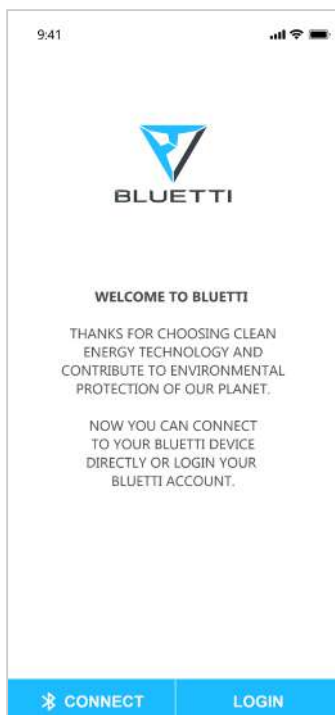 9:41
BLUETTI
WELCOME TO BLUETTI
THANKS FOR CHOOSING CLEAN
ENERGY TECHNOLOGY AND
CONTRIBUTE TO ENVIRONMENTAL
PROTECTION OF OUR PLANET.
NOW YOU CAN CONNECT
TO YOUR BLUETTI DEVICE
DIRECTLY OR LOGIN YOUR
BLUETTI ACCOUNT.
CONNECT
LOGIN